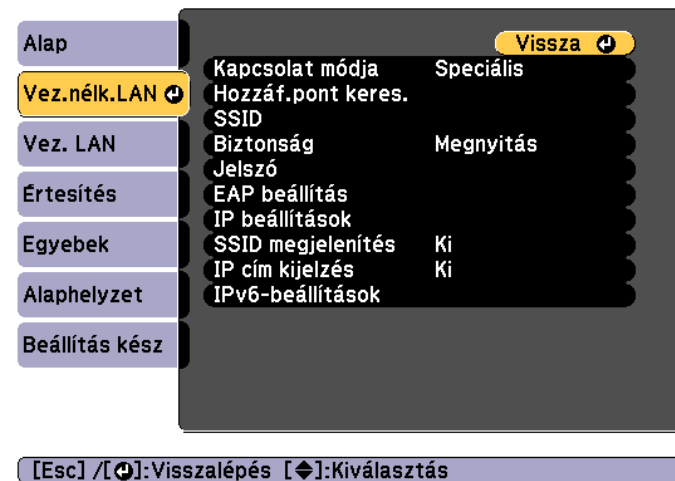 Alap
Vez.nélk.LAN
Vez. LAN
Értesítés
Egyebek
Alaphelyzet
Beállítás kész
Vissza
Kapcsolat módja Speciális
Hozzáf.pont keres.
SSID
Biztonság Megnyitás
Jelszó
EAP beállítás
IP beállítások
SSID megjelenítés Ki
IP cím kijelzés Ki
IPv6-beállítások
[Esc] /[⏎]:Visszalépés [◆]:Kiválasztás